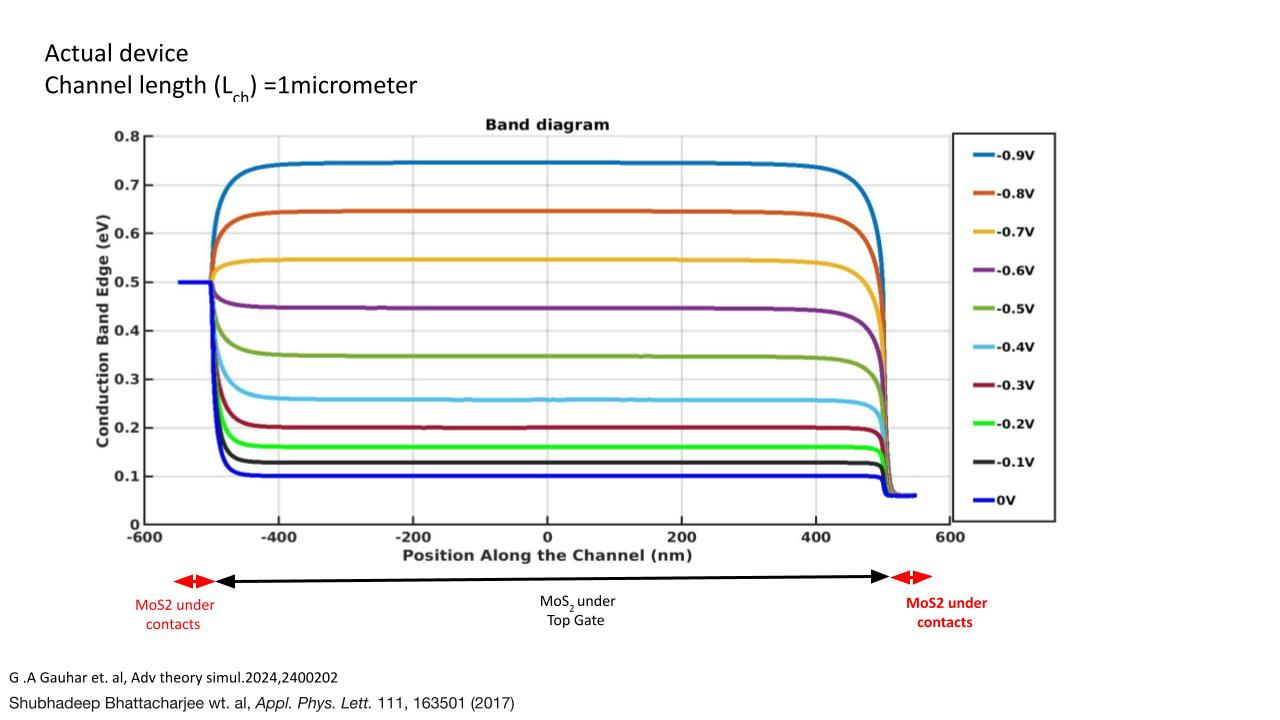 Actual device
Channel length (Lch) =1micrometer
Band diagram
0.8
0.7
0.6
0.5
0.4
0.3
0.2
0.1
0
Conduction Band Edge (eV)
-600 -400 -200 0 200 400 600
Position Along the Channel (nm)
-0.9V
-0.8V
-0.7V
-0.6V
-0.5V
-0.4V
-0.3V
-0.2V
-0.1V
0V
MoS2 under
contacts
MoS2 under
Top Gate
MoS2 under
contacts
G .A Gauhar et. al, Adv theory simul.2024,2400202
Shubhadeep Bhattacharjee wt. al, Appl. Phys. Lett. 111, 163501 (2017)